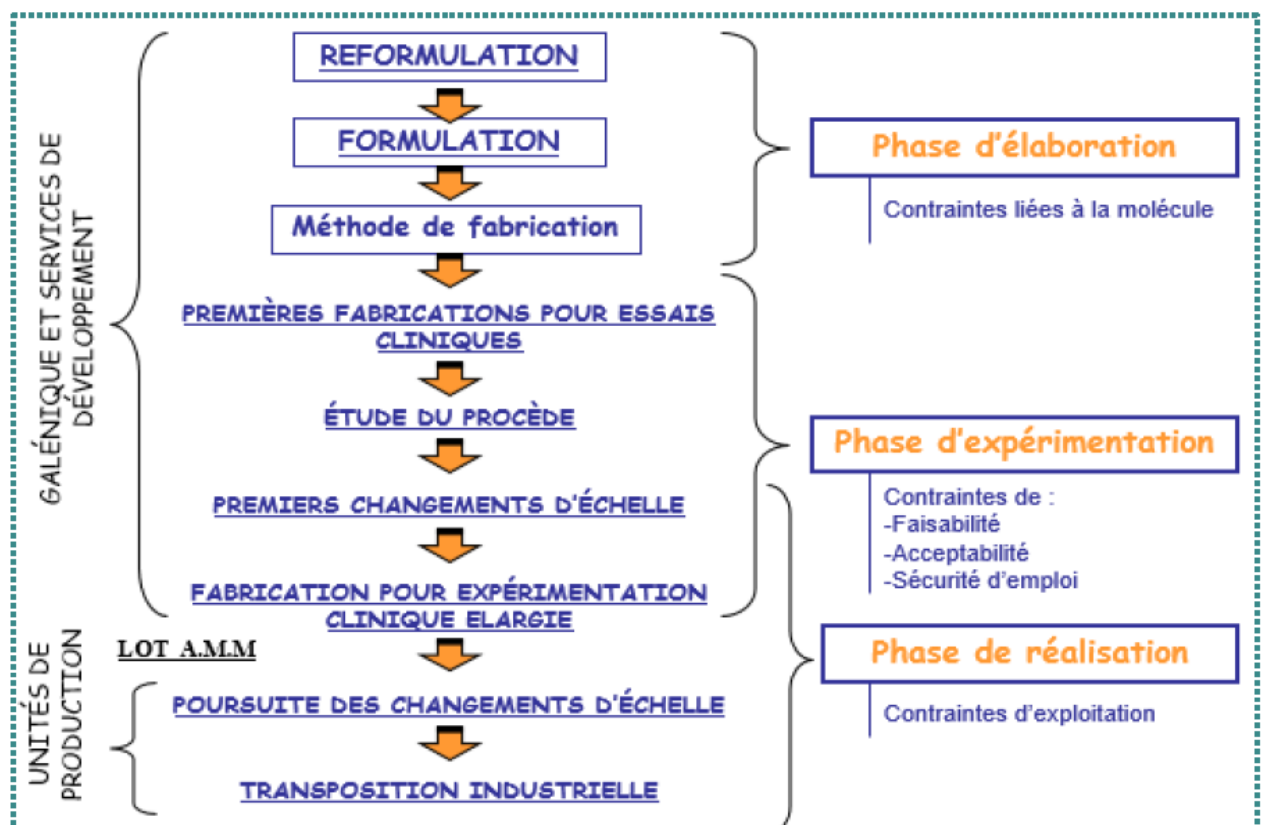 GALÉNIQUE ET SERVICES DE
DÉVELOPPEMENT
REFORMULATION
FORMULATION
Méthode de fabrication
PREMIÈRES FABRICATIONS POUR ESSAIS
CLINIQUES
ÉTUDE DU PROCÈDE
PREMIERS CHANGEMENTS D'ÉCHELLE
FABRICATION POUR EXPÉRIMENTATION
CLINIQUE ELARGIE
UNITÉS DE
PRODUCTION
LOT A.M.M
POURSUITE DES CHANGEMENTS D'ÉCHELLE
TRANSPOSITION INDUSTRIELLE
Phase d'élaboration
Contraintes liées à la molécule
Phase d'expérimentation
Contraintes de :
-Faisabilité
-Acceptabilité
-Sécurité d'emploi
Phase de réalisation
Contraintes d'exploitation